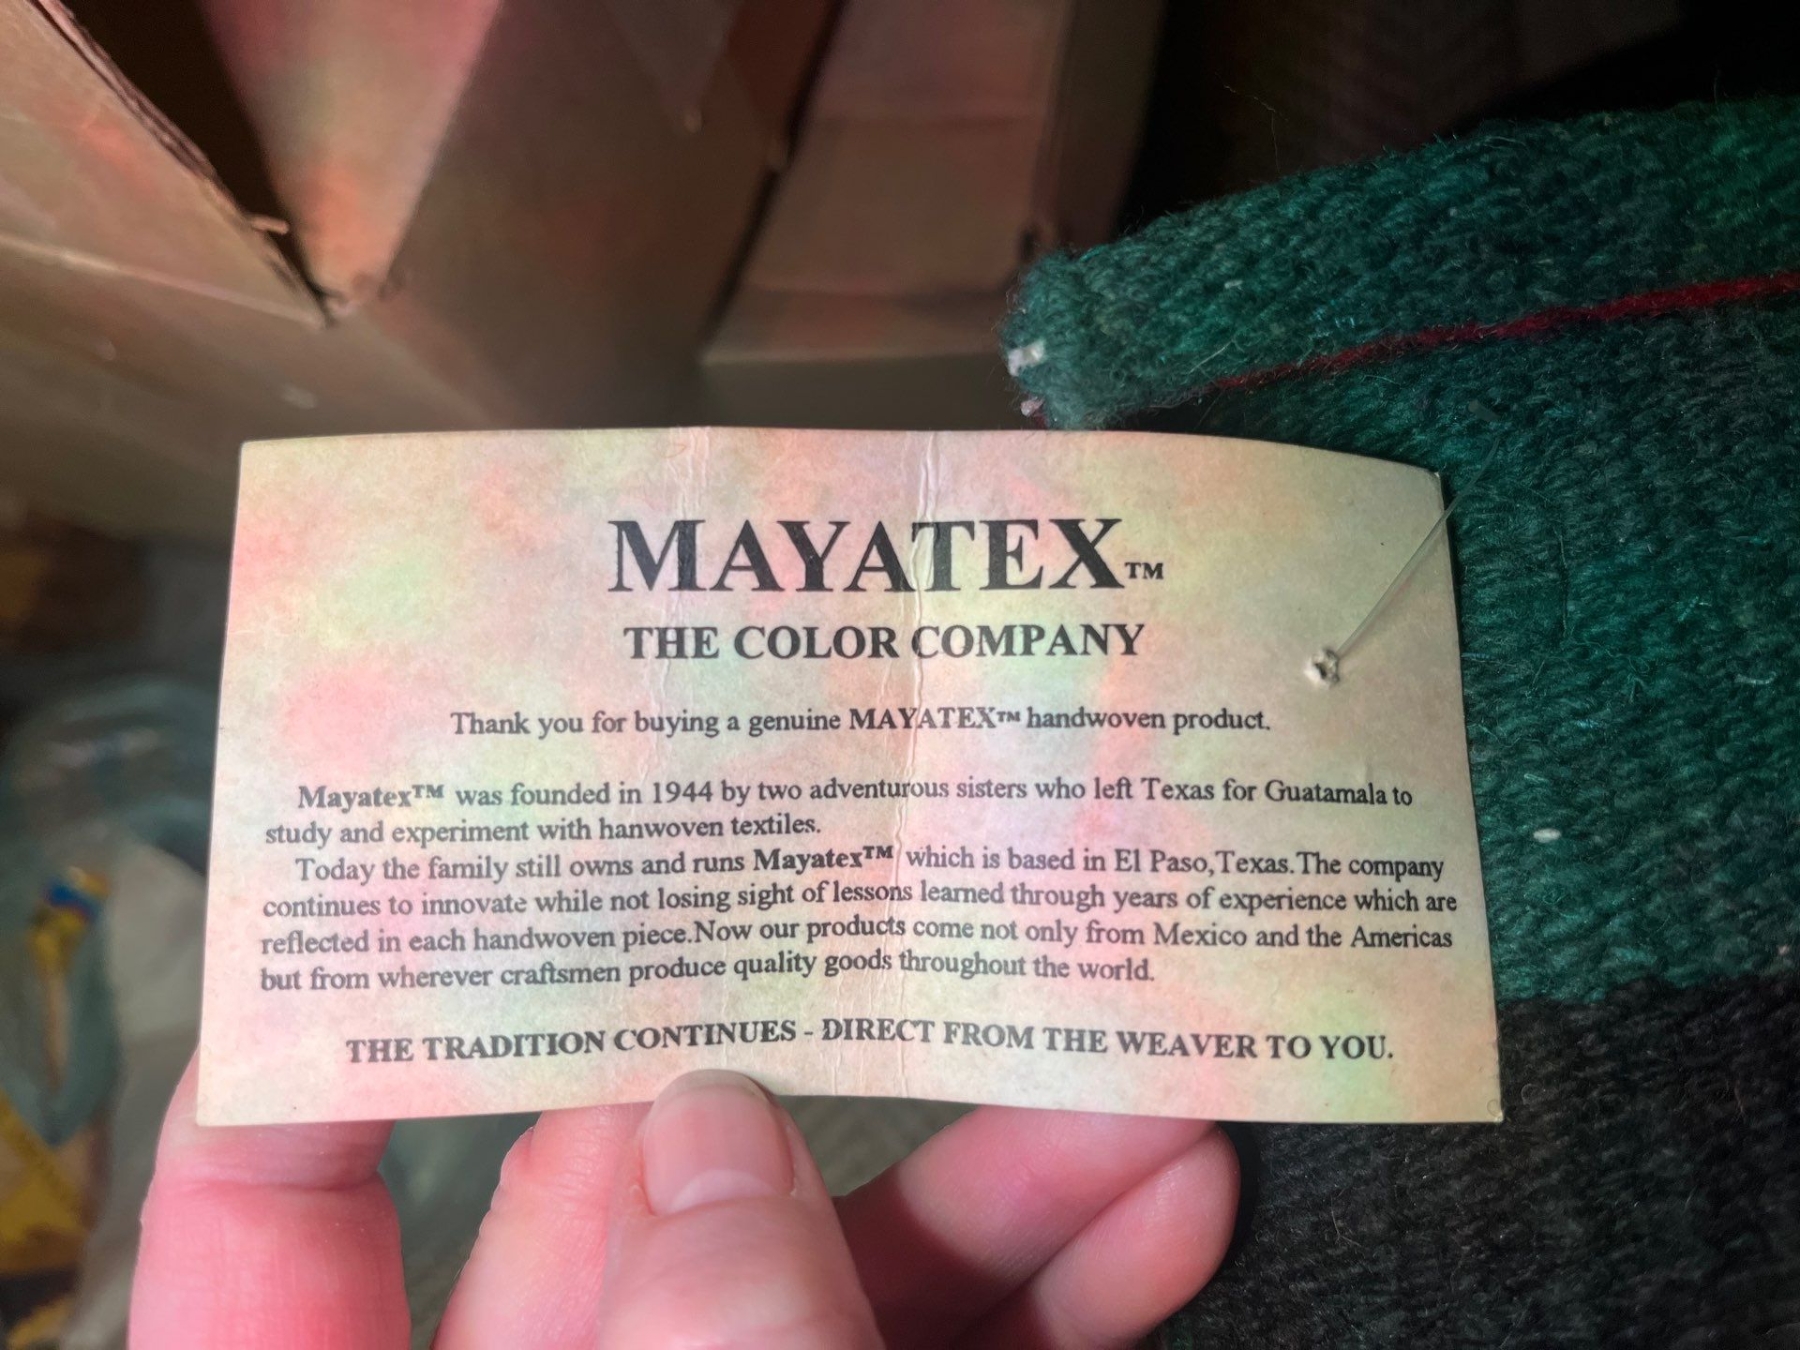 MAYATEX™
THE COLOR COMPANY
Thank you for buying a genuine MAYATEX™ handwoven product.
Mayatex™ was founded in 1944 by two adventurous sisters who left Texas for Guatamala to
study and experiment with hanwoven textiles.
Today the family still owns and runs Mayatex™ which is based in El Paso,Texas.The company
continues to innovate while not losing sight of lessons learned through years of experience which are
reflected in each handwoven piece.Now our products come not only from Mexico and the Americas
but from wherever craftsmen produce quality goods throughout the world.
THE TRADITION CONTINUES - DIRECT FROM THE WEAVER TO YOU.